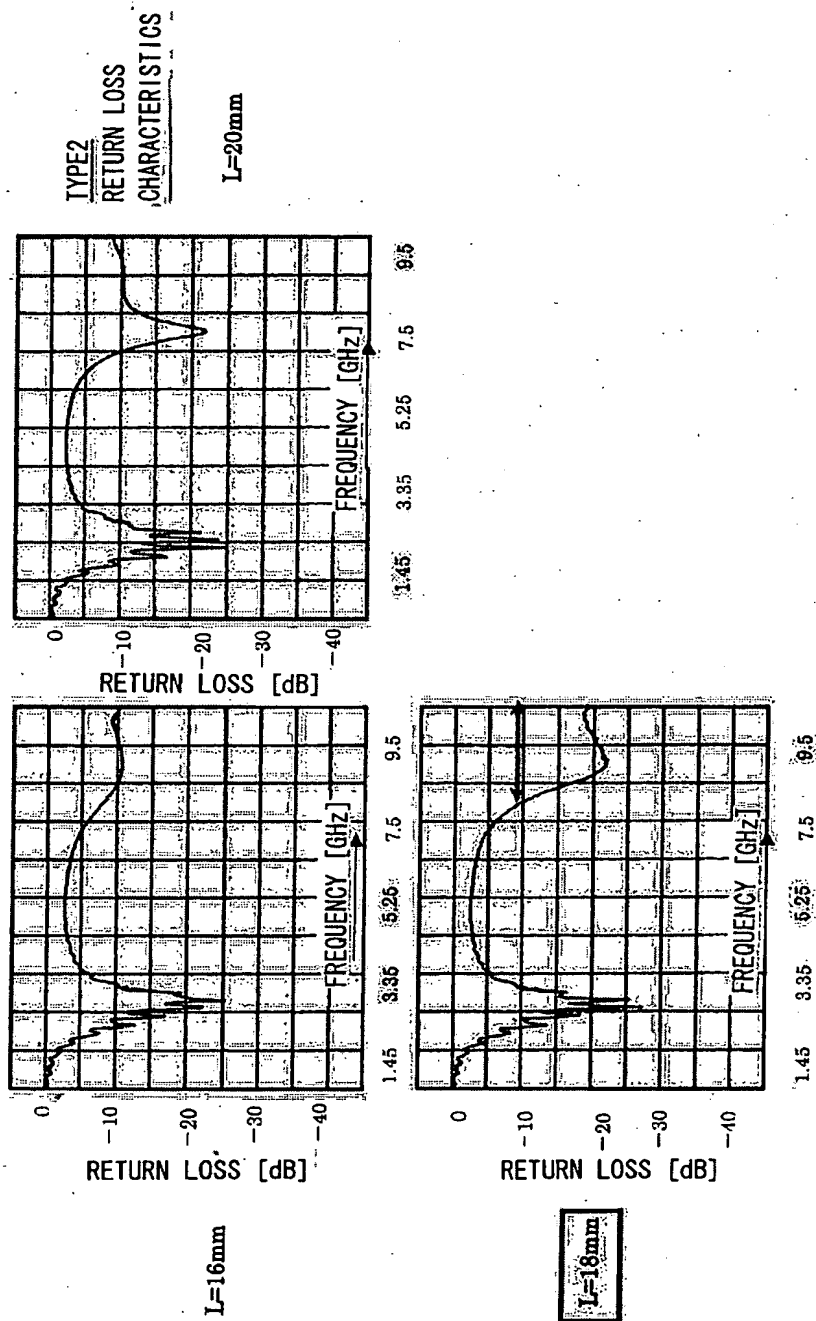 TYPE2
RETURN LOSS
CHARACTERISTICS
L=16mm
RETURN LOSS [dB]
0
-10
-20
-30
-40
FREQUENCY [GHz]
1.45
3.35
5.25
7.5
9.5
L=20mm
RETURN LOSS [dB]
0
-10
-20
-30
-40
FREQUENCY [GHz]
1.45
3.35
5.25
7.5
9.5
L=18mm
RETURN LOSS [dB]
0
-10
-20
-30
-40
FREQUENCY [GHz]
1.45
3.35
5.25
7.5
9.5